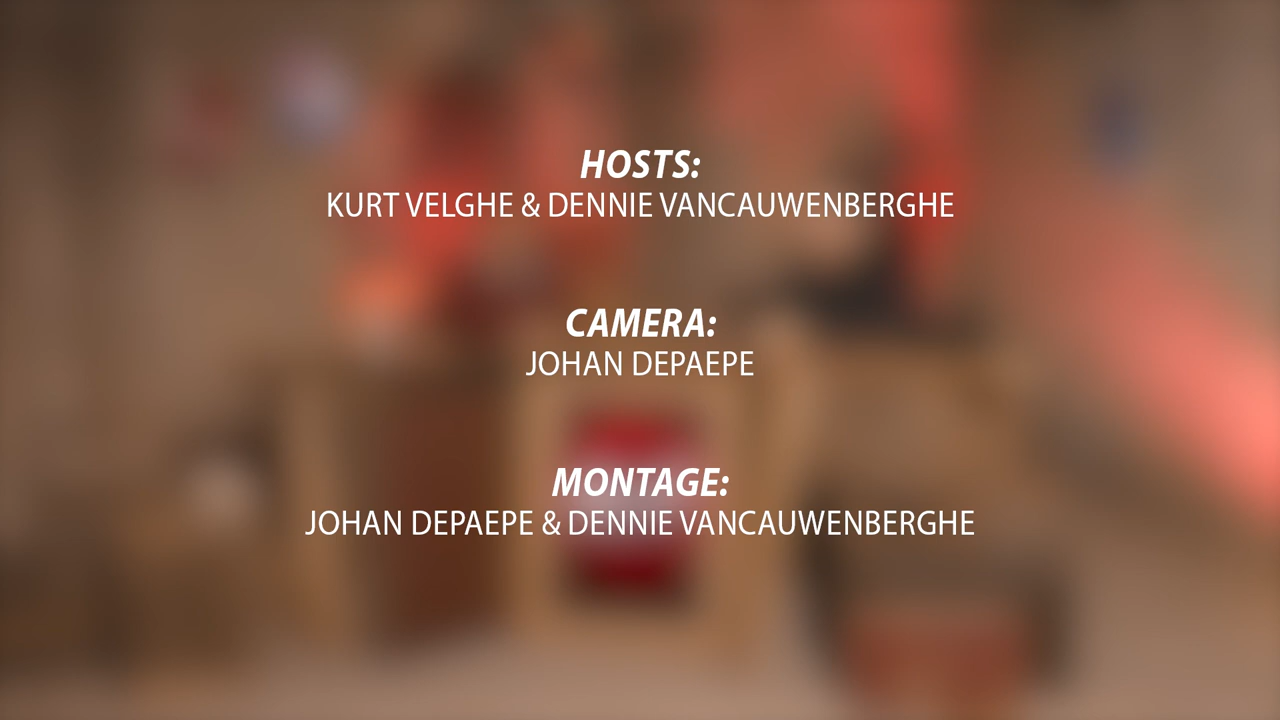 HOSTS:
KURT VELGHE & DENNIE VANCAUWENBERGHE
CAMERA:
JOHAN DEPAEPE
MONTAGE:
JOHAN DEPAEPE & DENNIE VANCAUWENBERGHE